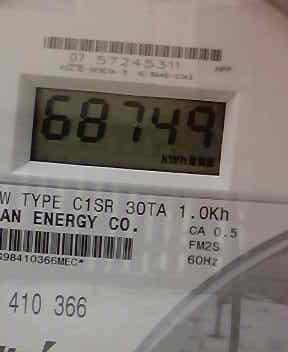 07 57245311
68749
kWh
W TYPE C1SR 30TA 1.0Kh
AN ENERGY CO.
CA 0.5
FM2S
60Hz
98410366MEC*
410 366